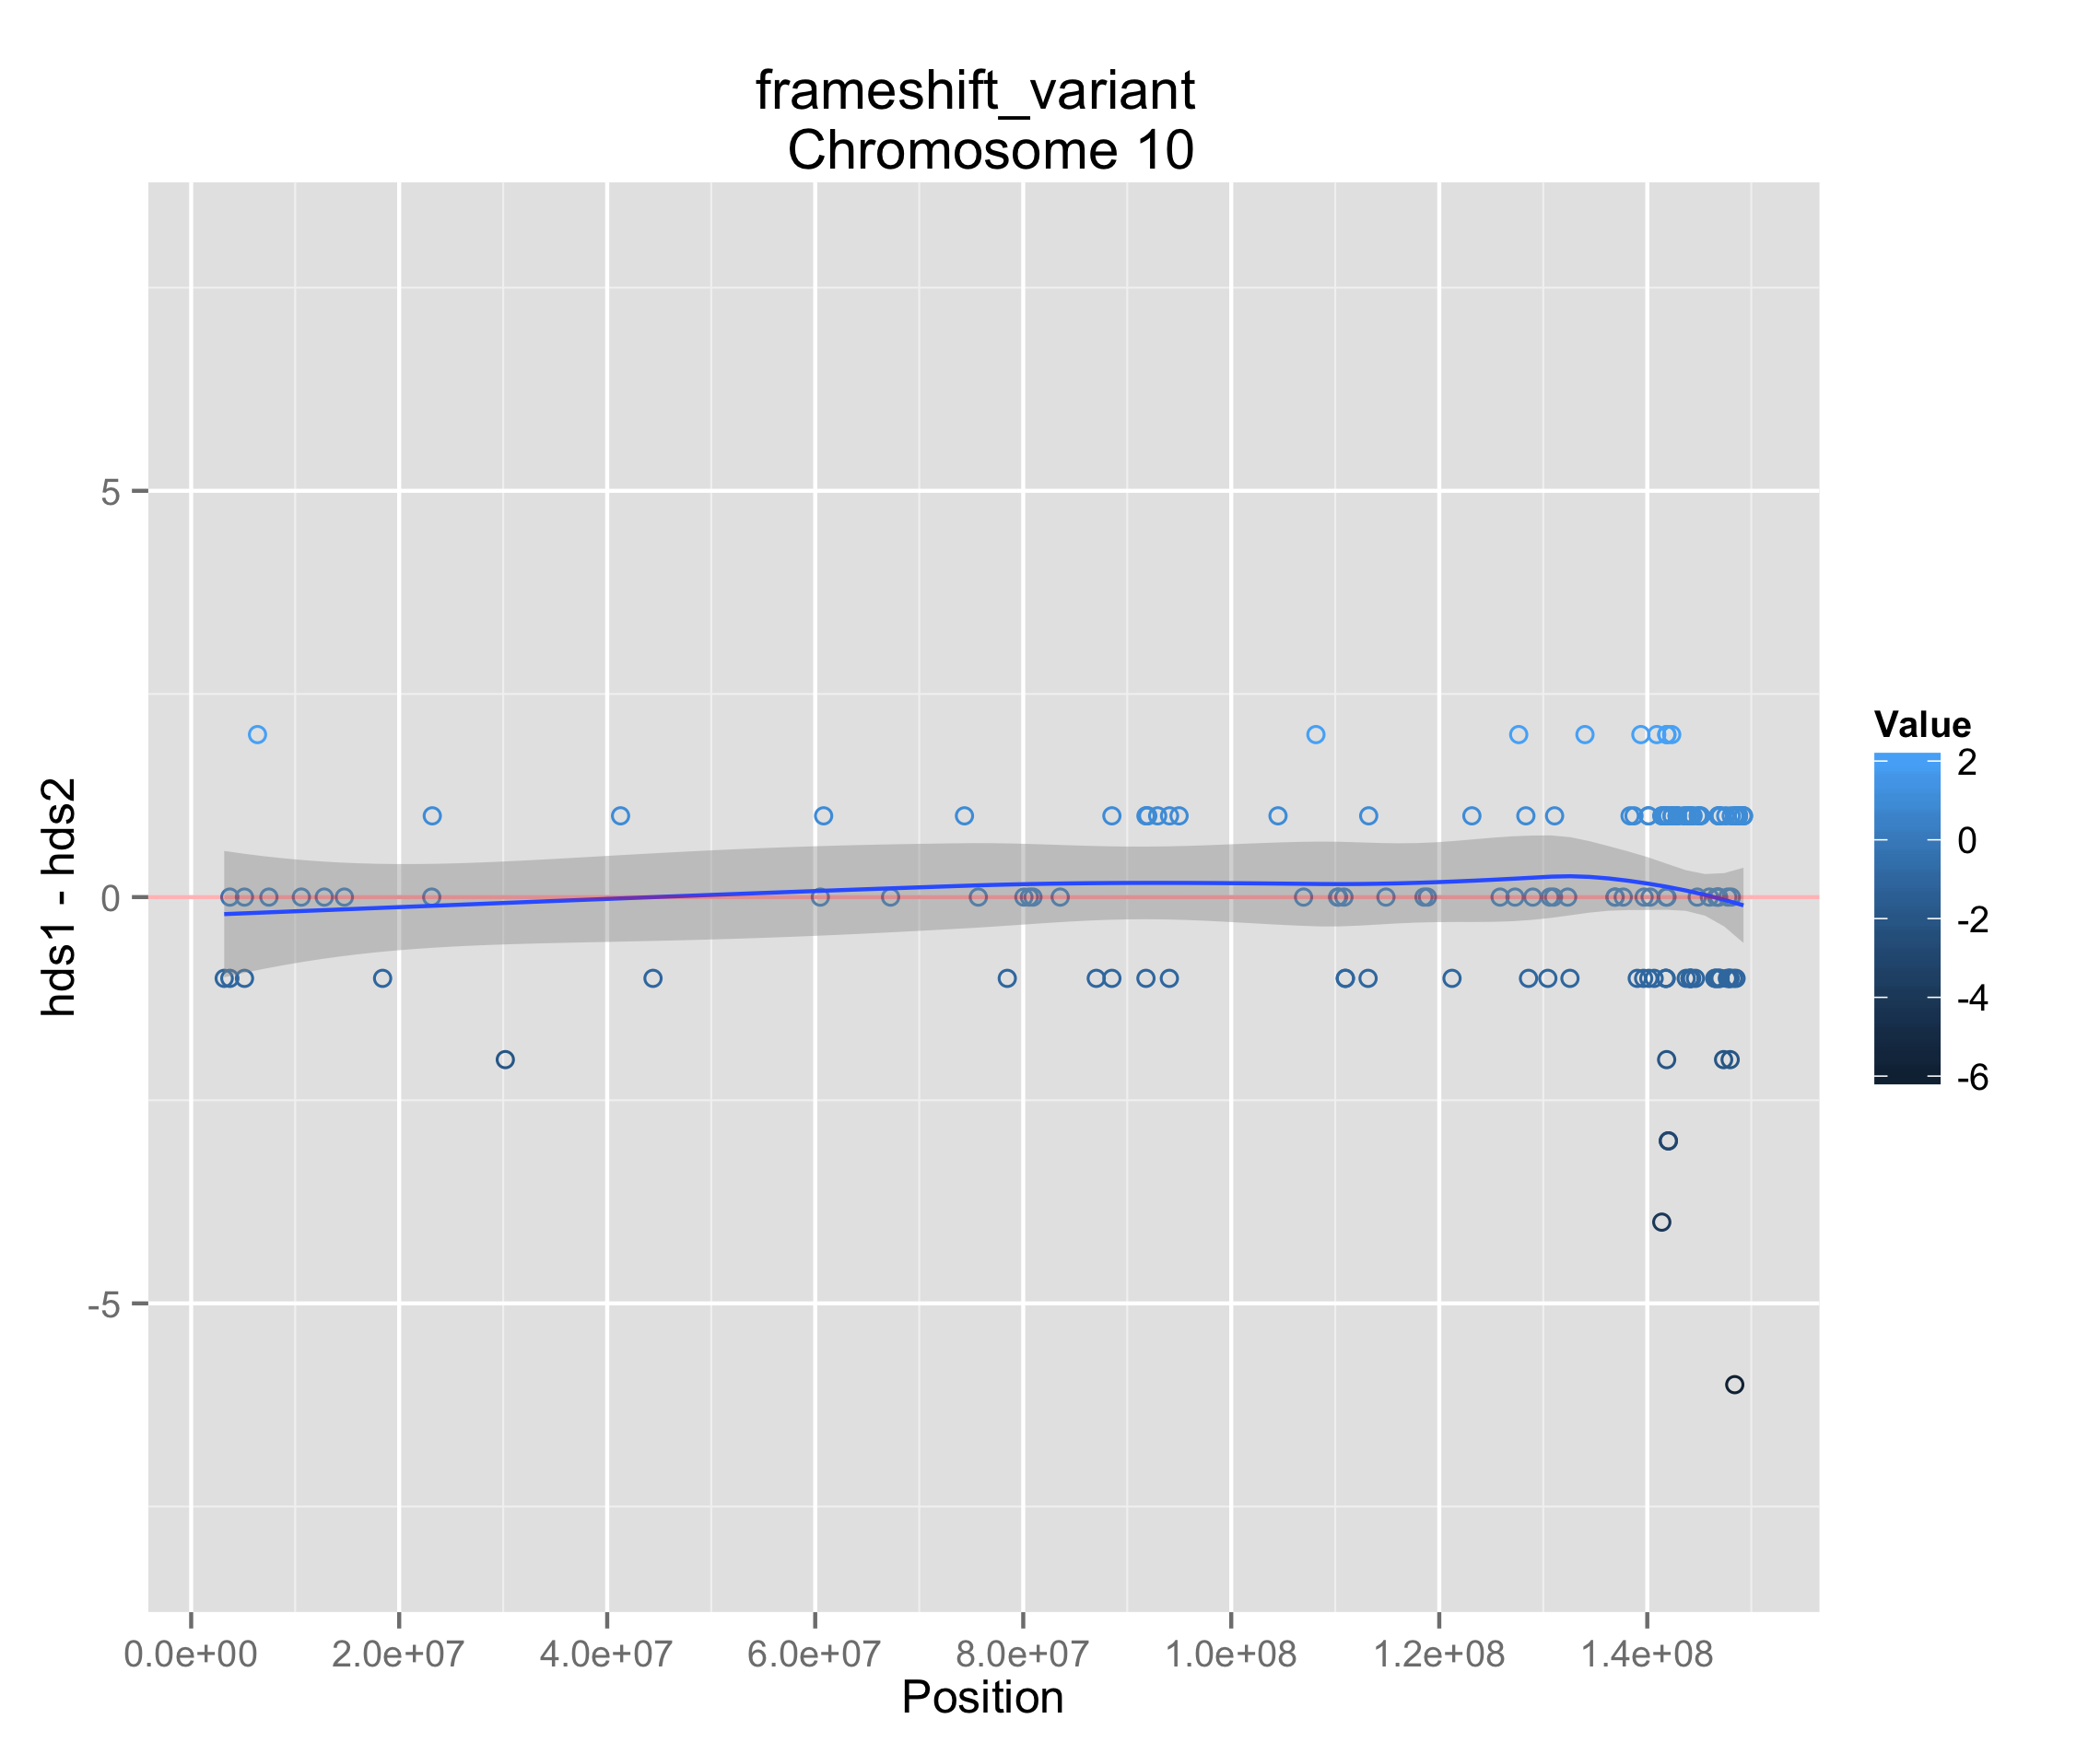 frameshift_variant
Chromosome 10
hds1 - hds2
5
0
-5
0.0e+00 2.0e+07 4.0e+07 6.0e+07 8.0e+07 1.0e+08 1.2e+08 1.4e+08
Position
Value
2
0
-2
-4
-6